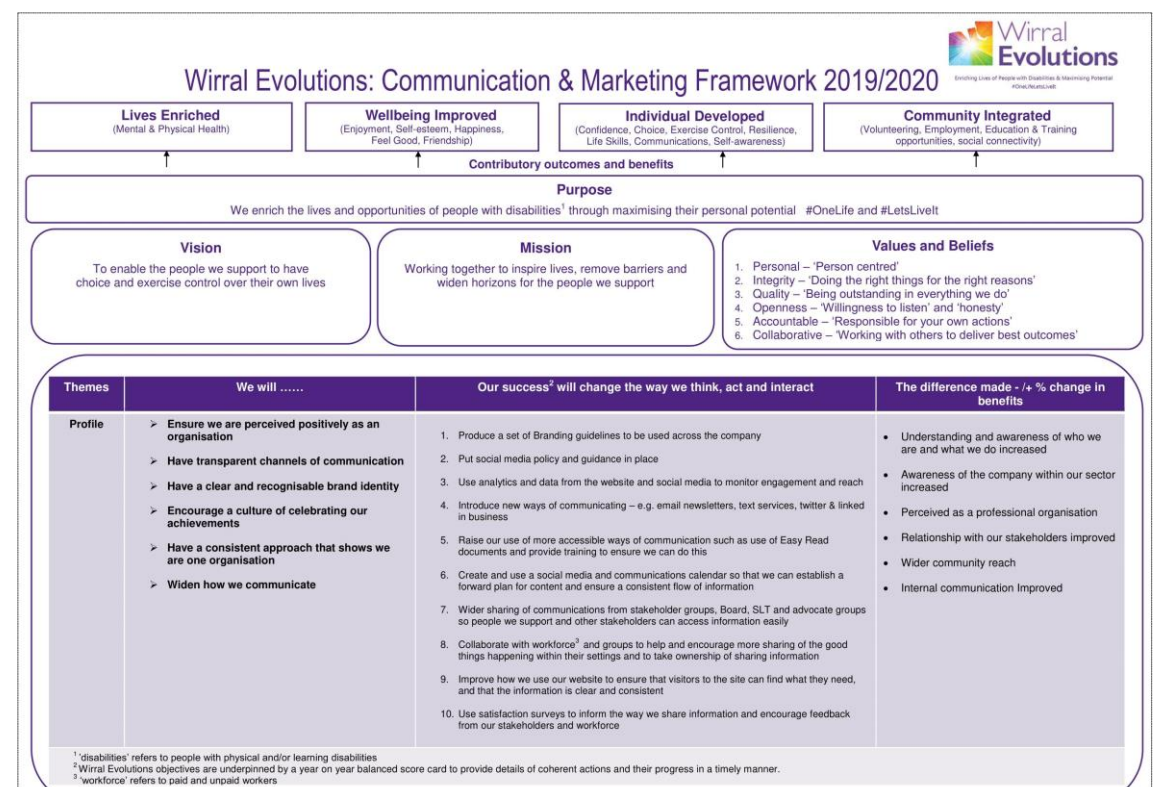 Wirral
Evolutions
Enriching Lives of People with Disabilities & Maximising Potential
#OneLifeLetsLiveIt
Wirral Evolutions: Communication & Marketing Framework 2019/2020
Lives Enriched
(Mental & Physical Health)
Wellbeing Improved
(Enjoyment, Self-esteem, Happiness,
Feel Good, Friendship)
Individual Developed
(Confidence, Choice, Exercise Control, Resilience,
Life Skills, Communications, Self-awareness)
Community Integrated
(Volunteering, Employment, Education & Training
opportunities, social connectivity)
Contributory outcomes and benefits
Purpose
We enrich the lives and opportunities of people with disabilities1 through maximising their personal potential #OneLife and #LetsLiveIt
Vision
To enable the people we support to have
choice and exercise control over their own lives
Mission
Working together to inspire lives, remove barriers and
widen horizons for the people we support
Values and Beliefs
1. Personal – ‘Person centred’
2. Integrity – ‘Doing the right things for the right reasons’
3. Quality – ‘Being outstanding in everything we do’
4. Openness – ‘Willingness to listen’ and ‘honesty’
5. Accountable – ‘Responsible for your own actions’
6. Collaborative – ‘Working with others to deliver best outcomes’
Themes
We will ……
Our success2 will change the way we think, act and interact
The difference made - /+ % change in
benefits
Profile
➢ Ensure we are perceived positively as an
organisation
➢ Have transparent channels of communication
➢ Have a clear and recognisable brand identity
➢ Encourage a culture of celebrating our
achievements
➢ Have a consistent approach that shows we
are one organisation
➢ Widen how we communicate
1. Produce a set of Branding guidelines to be used across the company
2. Put social media policy and guidance in place
3. Use analytics and data from the website and social media to monitor engagement and reach
4. Introduce new ways of communicating – e.g. email newsletters, text services, twitter & linked
in business
5. Raise our use of more accessible ways of communication such as use of Easy Read
documents and provide training to ensure we can do this
6. Create and use a social media and communications calendar so that we can establish a
forward plan for content and ensure a consistent flow of information
7. Wider sharing of communications from stakeholder groups, Board, SLT and advocate groups
so people we support and other stakeholders can access information easily
8. Collaborate with workforce3 and groups to help and encourage more sharing of the good
things happening within their settings and to take ownership of sharing information
9. Improve how we use our website to ensure that visitors to the site can find what they need,
and that the information is clear and consistent
10. Use satisfaction surveys to inform the way we share information and encourage feedback
from our stakeholders and workforce
• Understanding and awareness of who we
are and what we do increased
• Awareness of the company within our sector
increased
• Perceived as a professional organisation
• Relationship with our stakeholders improved
• Wider community reach
• Internal communication Improved
1 ‘disabilities’ refers to people with physical and/or learning disabilities
2 Wirral Evolutions objectives are underpinned by a year on year balanced score card to provide details of coherent actions and their progress in a timely manner.
3 ‘workforce’ refers to paid and unpaid workers